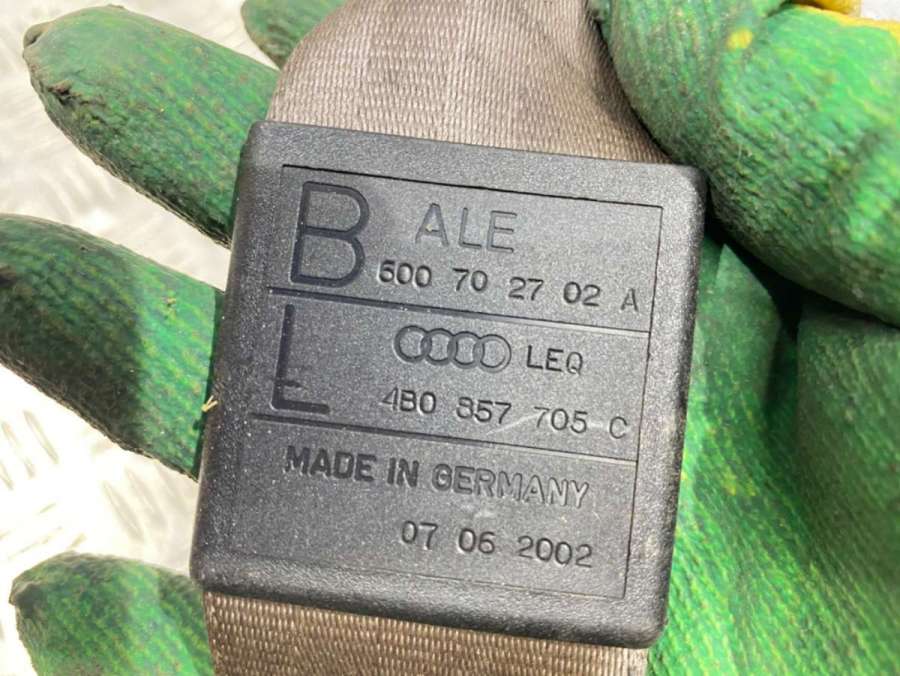 B ALE
600 70 27 02 A
L LEQ
4B0 857 705 C
MADE IN GERMANY
07 06 2002